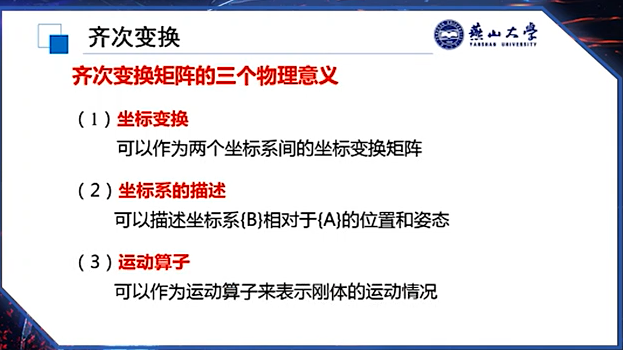 齐次变换
燕山大学
YANSHAN UNIVERSITY
齐次变换矩阵的三个物理意义
（1）坐标变换
可以作为两个坐标系间的坐标变换矩阵
（2）坐标系的描述
可以描述坐标系{B}相对于{A}的位置和姿态
（3）运动算子
可以作为运动算子来表示刚体的运动情况